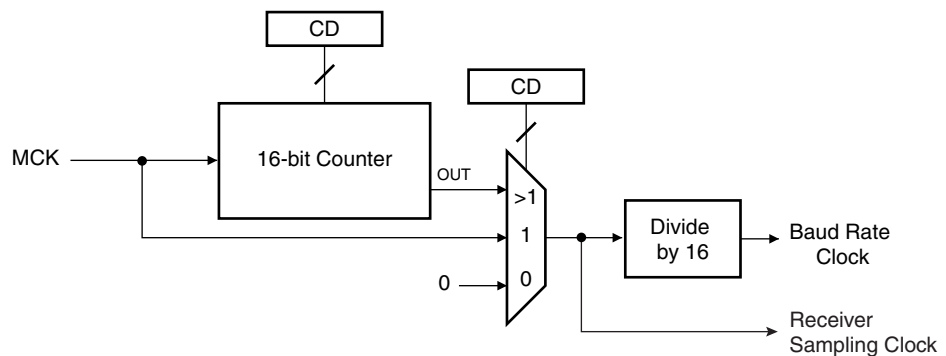 CD
CD
MCK
16-bit Counter
OUT
>1
1
0
0
Divide
by 16
Baud Rate
Clock
Receiver
Sampling Clock